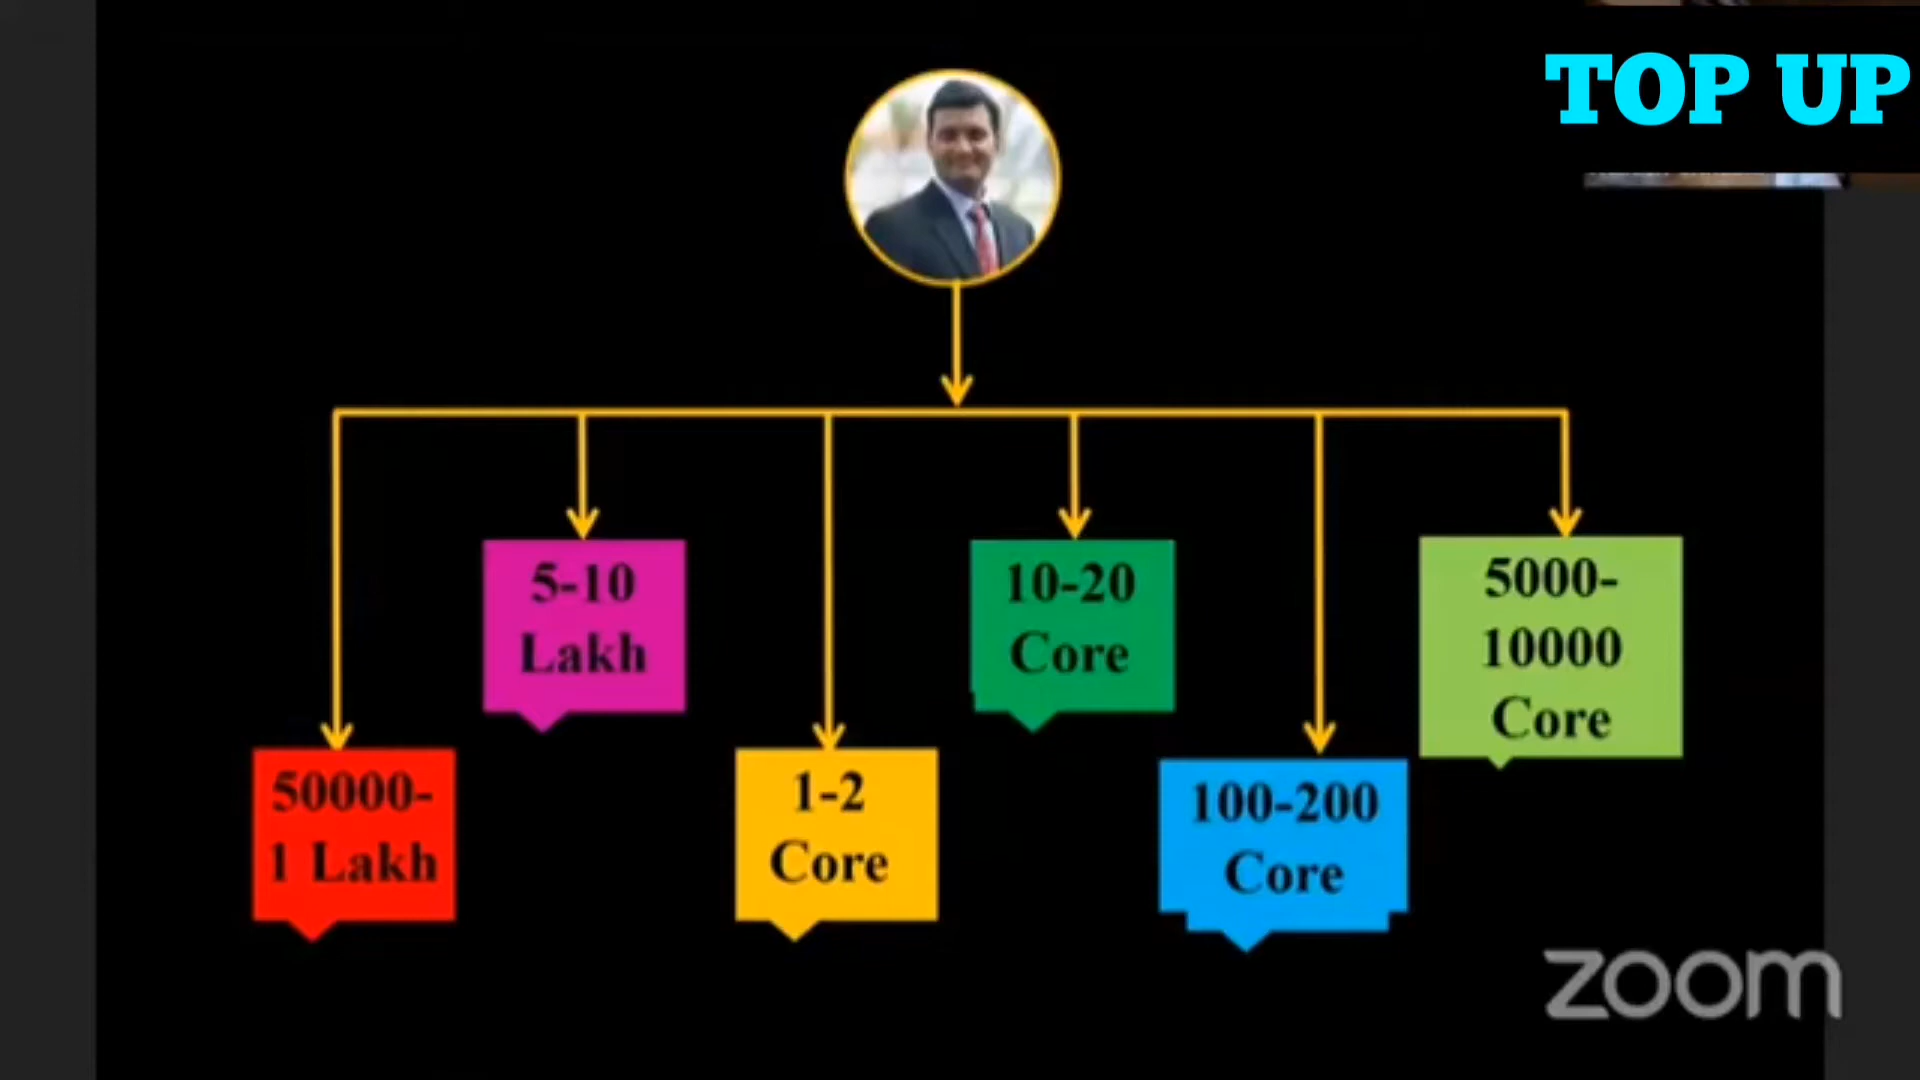 TOP UP
50000-
1 Lakh
5-10
Lakh
1-2
Core
10-20
Core
100-200
Core
5000-
10000
Core
zoom